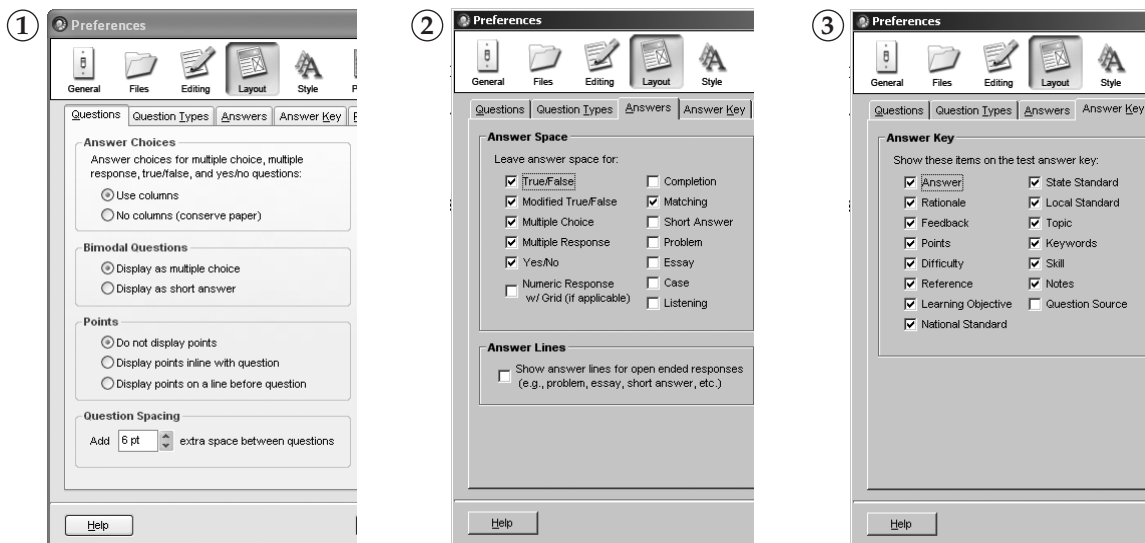 ①
Preferences
General Files Editing Layout Style P
Questions Question Types Answers Answer Key
Answer Choices
Answer choices for multiple choice, multiple
response, true/false, and yes/no questions:
Use columns
No columns (conserve paper)
Bimodal Questions
Display as multiple choice
Display as short answer
Points
Do not display points
Display points inline with question
Display points on a line before question
Question Spacing
Add 6 pt extra space between questions
Help
②
Preferences
General Files Editing Layout Style
Questions Question Types Answers Answer Key
Answer Space
Leave answer space for:
True/False Completion
Modified True/False Matching
Multiple Choice Short Answer
Multiple Response Problem
Yes/No Essay
Numeric Response Case
w/ Grid (if applicable) Listening
Answer Lines
Show answer lines for open ended responses
(e.g., problem, essay, short answer, etc.)
Help
③
Preferences
General Files Editing Layout Style
Questions Question Types Answers Answer Key
Answer Key
Show these items on the test answer key:
Answer State Standard
Rationale Local Standard
Feedback Topic
Points Keywords
Difficulty Skill
Reference Notes
Learning Objective Question Source
National Standard
Help